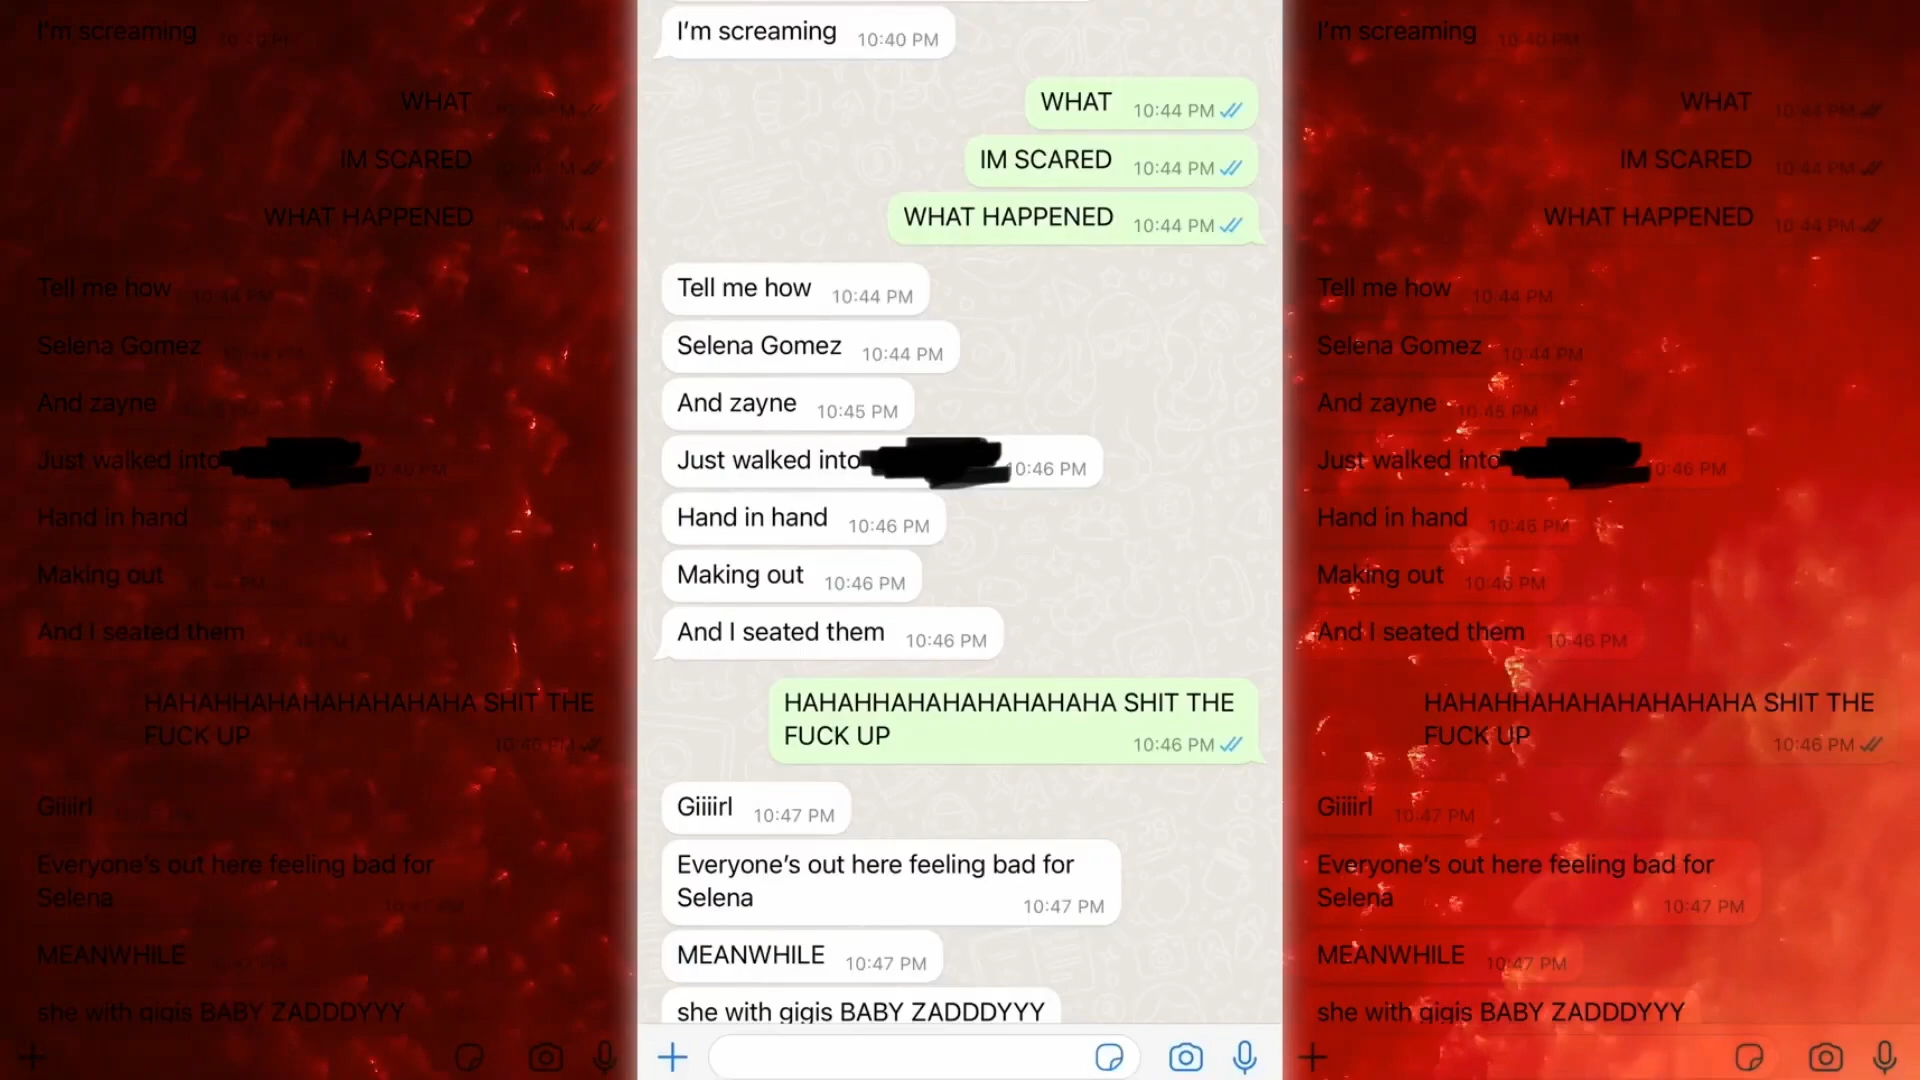 I'm screaming 10:40 PM
WHAT 10:44 PM
IM SCARED 10:44 PM
WHAT HAPPENED 10:44 PM
Tell me how 10:44 PM
Selena Gomez 10:44 PM
And zayne 10:45 PM
Just walked into 10:46 PM
Hand in hand 10:46 PM
Making out 10:46 PM
And I seated them 10:46 PM
HAHAHHAHAHAHAHAHAHA SHIT THE
FUCK UP 10:46 PM
Giiiirl 10:47 PM
Everyone's out here feeling bad for
Selena 10:47 PM
MEANWHILE 10:47 PM
she with gigis BABY ZADDDYYY